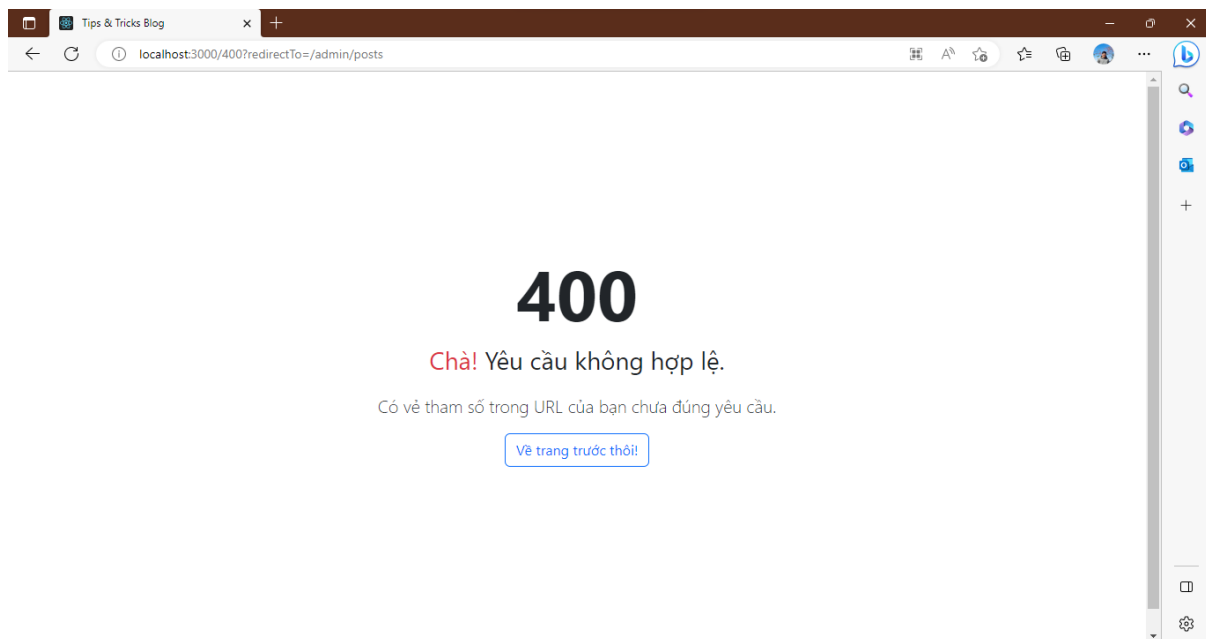 Tips & Tricks Blog
localhost:3000/400?redirectTo=/admin/posts
400
Chà! Yêu cầu không hợp lệ.
Có vẻ tham số trong URL của bạn chưa đúng yêu cầu.
Về trang trước thôi!